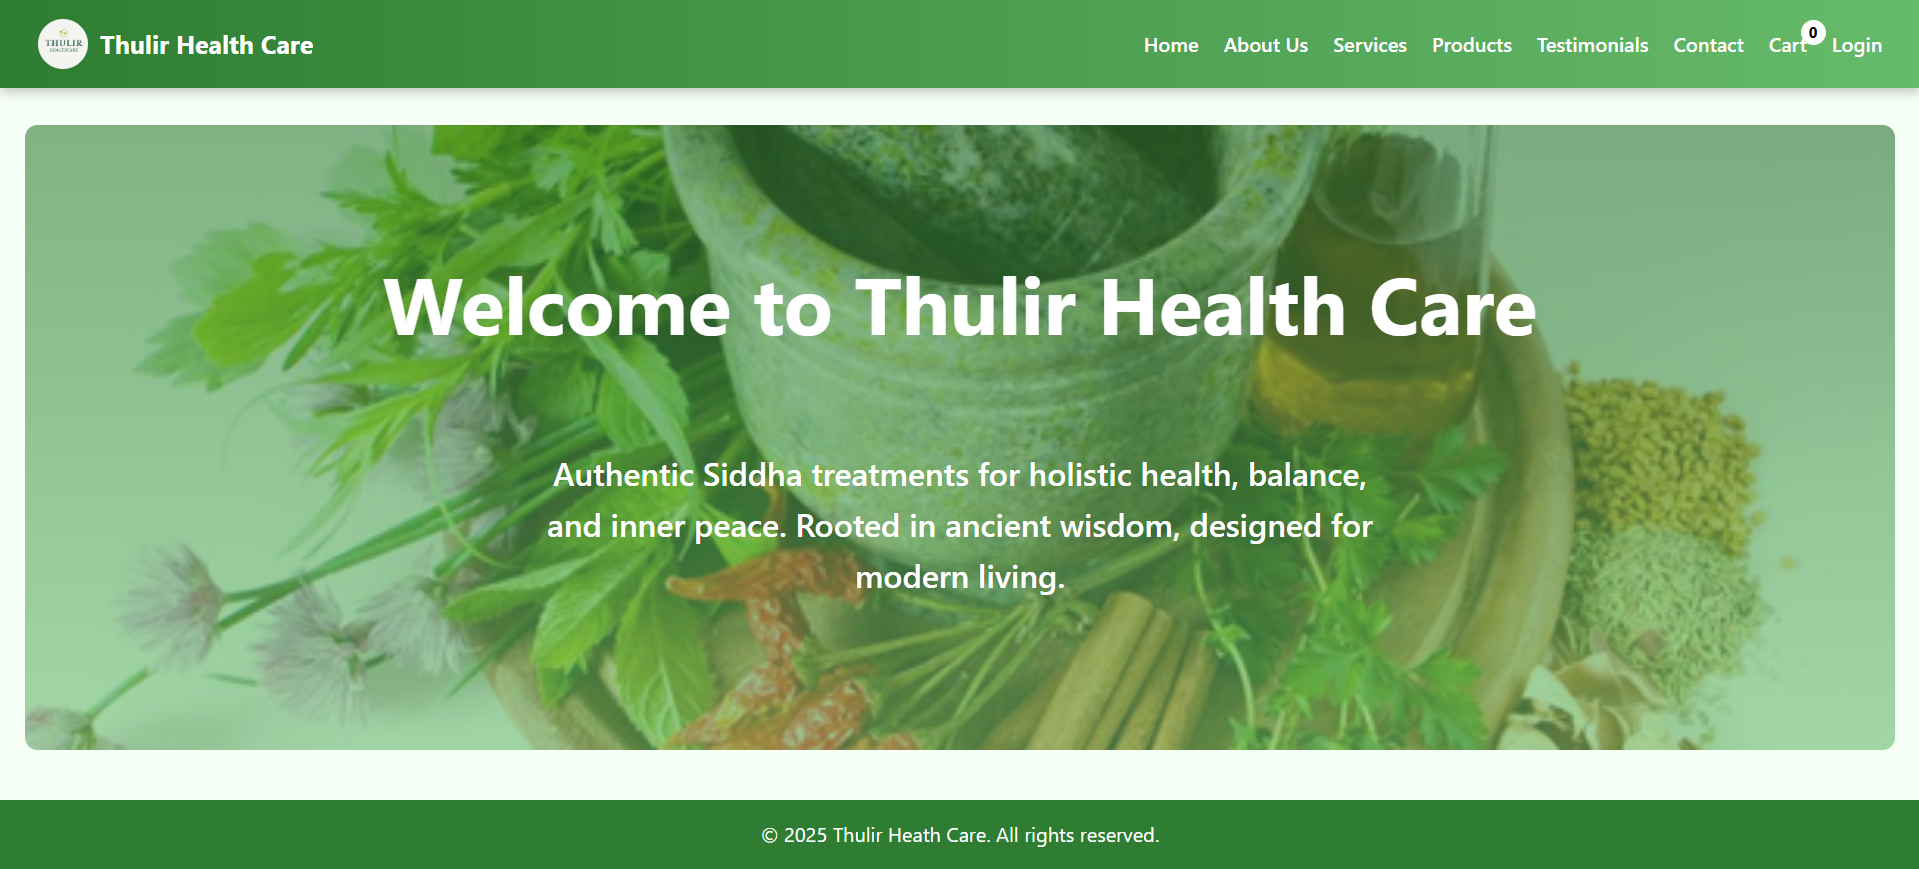 THULIR
HEALTHCARE
Thulir Health Care
Home About Us Services Products Testimonials Contact Cart 0 Login
Welcome to Thulir Health Care
Authentic Siddha treatments for holistic health, balance,
and inner peace. Rooted in ancient wisdom, designed for
modern living.
© 2025 Thulir Heath Care. All rights reserved.